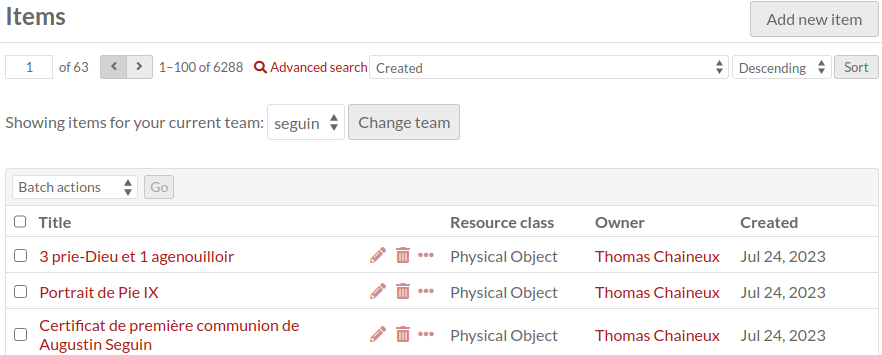 Items
Add new item
1 of 63 1–100 of 6288 Advanced search Created Descending Sort
Showing items for your current team: seguin Change team
Batch actions Go
Title Resource class Owner Created
3 prie-Dieu et 1 agenouilloir Physical Object Thomas Chaineux Jul 24, 2023
Portrait de Pie IX Physical Object Thomas Chaineux Jul 24, 2023
Certificat de première communion de
Augustin Seguin Physical Object Thomas Chaineux Jul 24, 2023